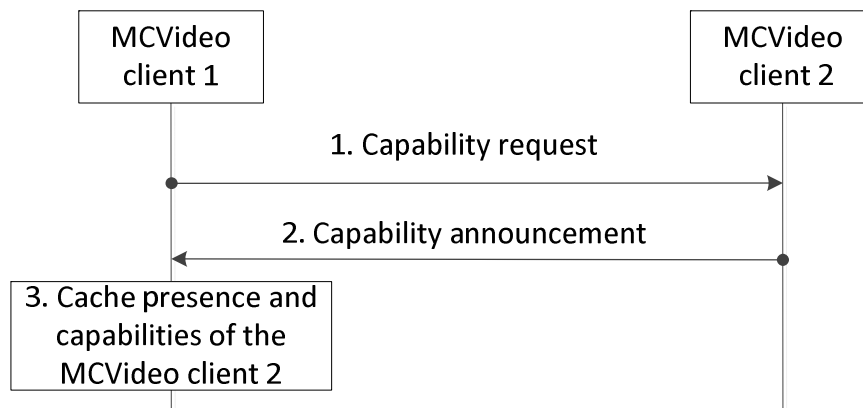 MCVideo
client 1
MCVideo
client 2
1. Capability request
2. Capability announcement
3. Cache presence and
capabilities of the
MCVideo client 2